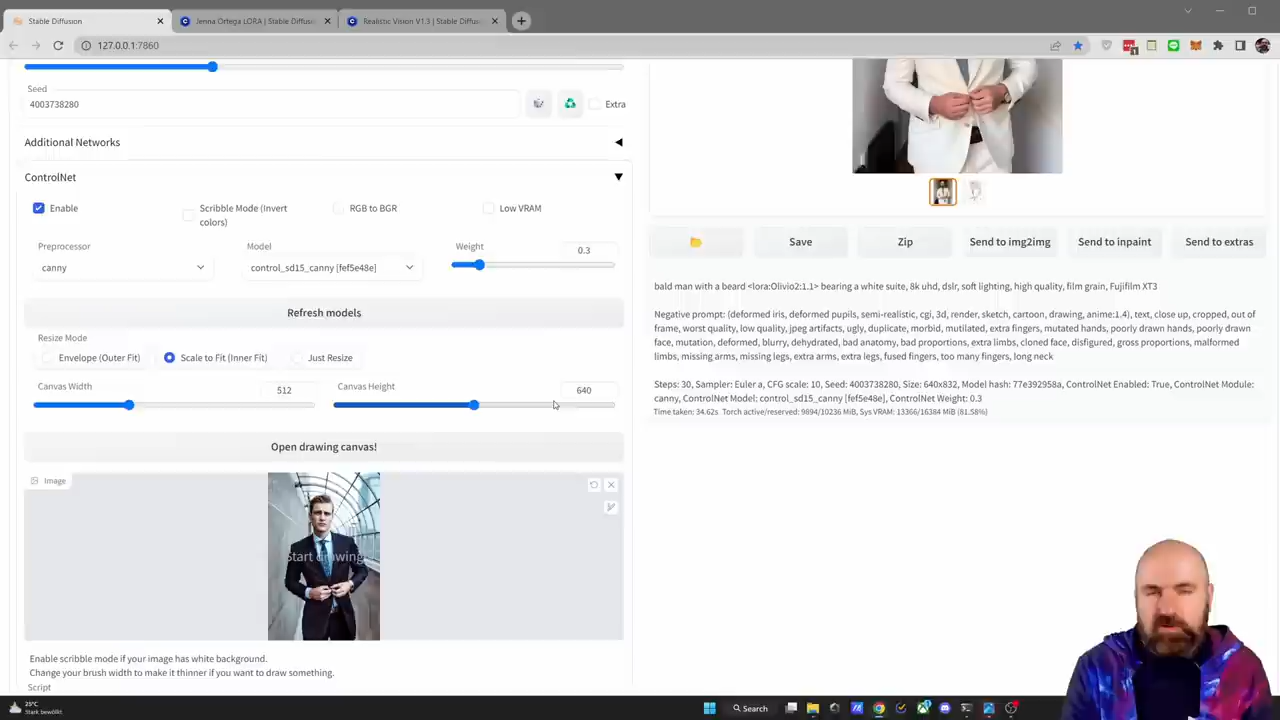 Stable Diffusion
Jenna Ortega LORA | Stable Diffusi
Realistic Vision V1.3 | Stable Diffus
127.0.0.1:7860
Seed
4003738280
Extra
Additional Networks
ControlNet
Enable
Scribble Mode (Invert
colors)
RGB to BGR
Low VRAM
Preprocessor
canny
Model
control_sd15_canny [fef5e48e]
Weight
0.3
Refresh models
Resize Mode
Envelope (Outer Fit)
Scale to Fit (Inner Fit)
Just Resize
Canvas Width
512
Canvas Height
640
Open drawing canvas!
Image
Start drawing
Enable scribble mode if your image has white background.
Change your brush width to make it thinner if you want to draw something.
Script
Save
Zip
Send to img2img
Send to inpaint
Send to extras
bald man with a beard <lora:Olivio2:1.1> bearing a white suite, 8k uhd, dslr, soft lighting, high quality, film grain, Fujifilm XT3
Negative prompt: (deformed iris, deformed pupils, semi-realistic, cgi, 3d, render, sketch, cartoon, drawing, anime:1.4), text, close up, cropped, out of
frame, worst quality, low quality, jpeg artifacts, ugly, duplicate, morbid, mutilated, extra fingers, mutated hands, poorly drawn hands, poorly drawn
face, mutation, deformed, blurry, dehydrated, bad anatomy, bad proportions, extra limbs, cloned face, disfigured, gross proportions, malformed
limbs, missing arms, missing legs, extra arms, extra legs, fused fingers, too many fingers, long neck
Steps: 30, Sampler: Euler a, CFG scale: 10, Seed: 4003738280, Size: 640x832, Model hash: 77e392958a, ControlNet Enabled: True, ControlNet Module:
canny, ControlNet Model: control_sd15_canny [fef5e48e], ControlNet Weight: 0.3
Time taken: 34.62s Torch active/reserved: 9894/10236 MiB, Sys VRAM: 13366/16384 MiB (81.58%)
25°C
Stark bewölkt
Search